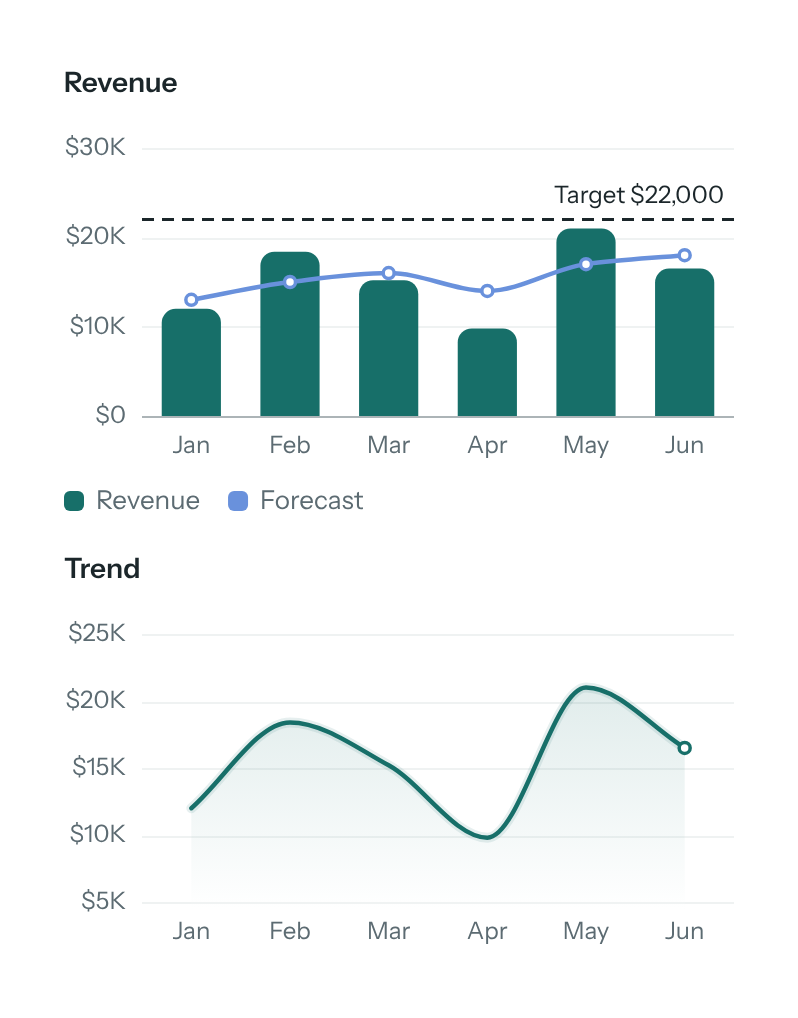 Revenue
$30K
Target $22,000
$20K
$10K
$0
Jan Feb Mar Apr May Jun
Revenue Forecast
Trend
$25K
$20K
$15K
$10K
$5K
Jan Feb Mar Apr May Jun